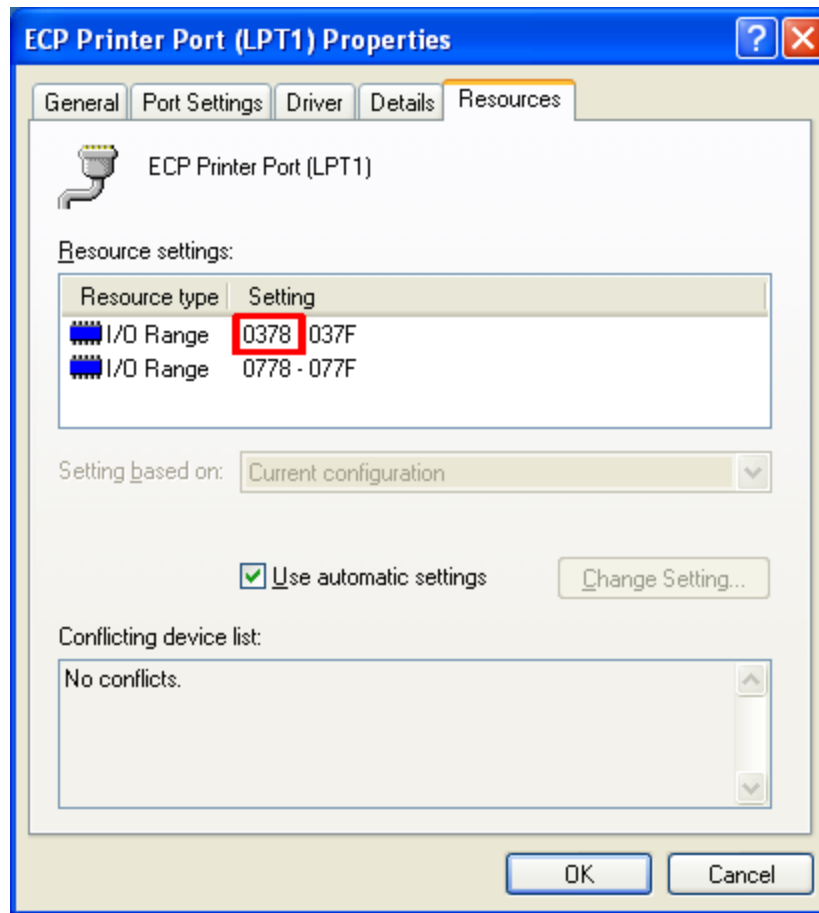 ECP Printer Port (LPT1) Properties
General Port Settings Driver Details Resources
ECP Printer Port (LPT1)
Resource settings:
Resource type Setting
I/O Range 0378 037F
I/O Range 0778 - 077F
Setting based on: Current configuration
Use automatic settings Change Setting...
Conflicting device list:
No conflicts.
OK Cancel